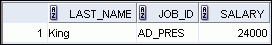 LAST_NAME JOB_ID SALARY
1 King AD_PRES 24000